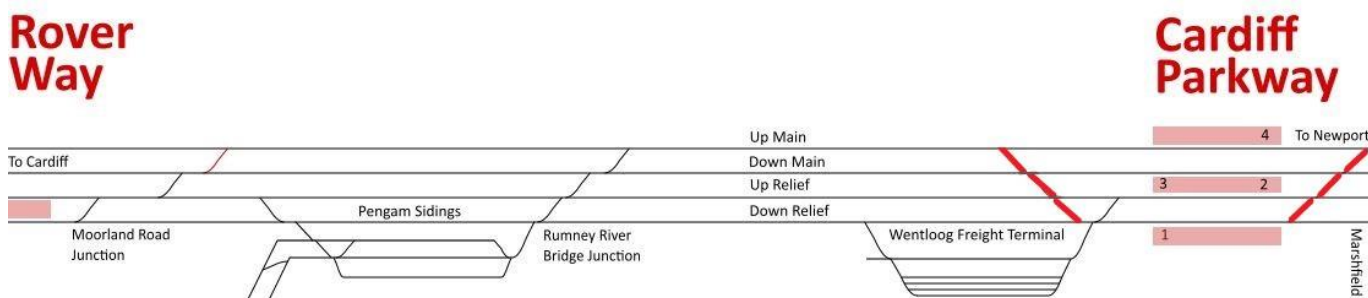 Rover
Way
Cardiff
Parkway
Up Main
4
To Newport
To Cardiff
Down Main
Up Relief
3
2
Pengam Sidings
Down Relief
Moorland Road
Junction
Rumney River
Bridge Junction
Wentloog Freight Terminal
1
Marshfield